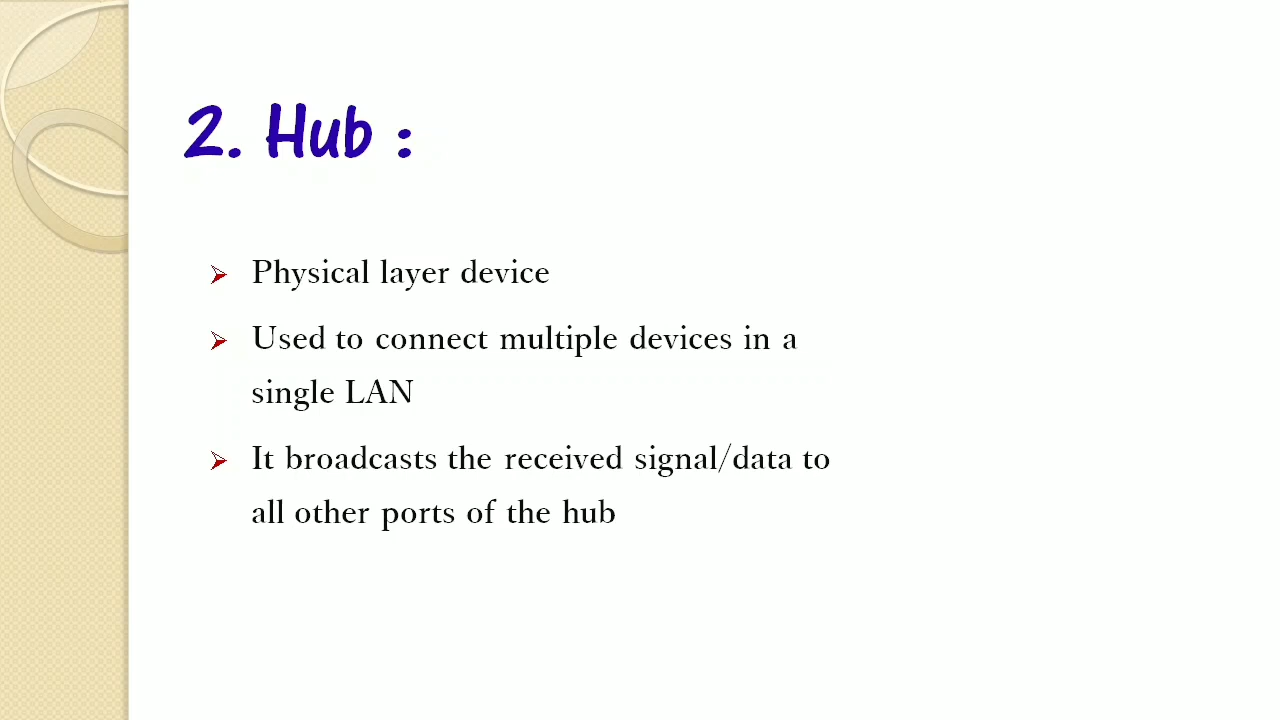 2. Hub :
Physical layer device
Used to connect multiple devices in a
single LAN
It broadcasts the received signal/data to
all other ports of the hub